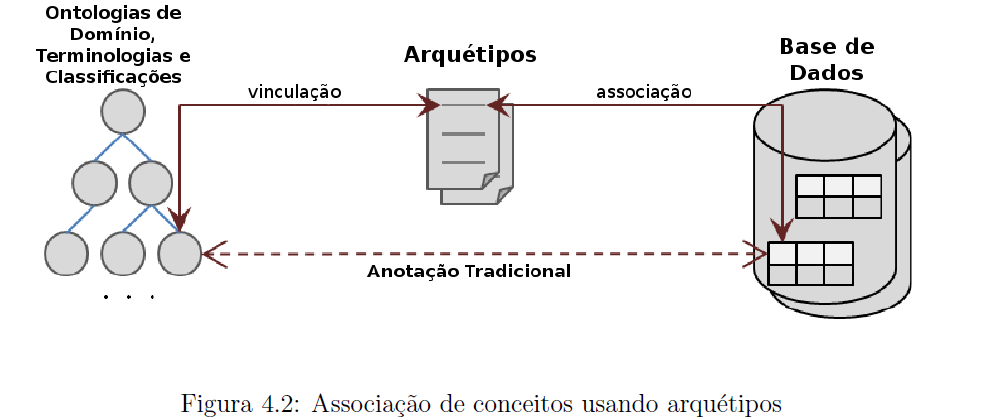 Ontologias de
Domínio,
Terminologias e
Classificações
Arquétipos
Base de
Dados
vinculação
associação
Anotação Tradicional
. . .
Figura 4.2: Associação de conceitos usando arquétipos